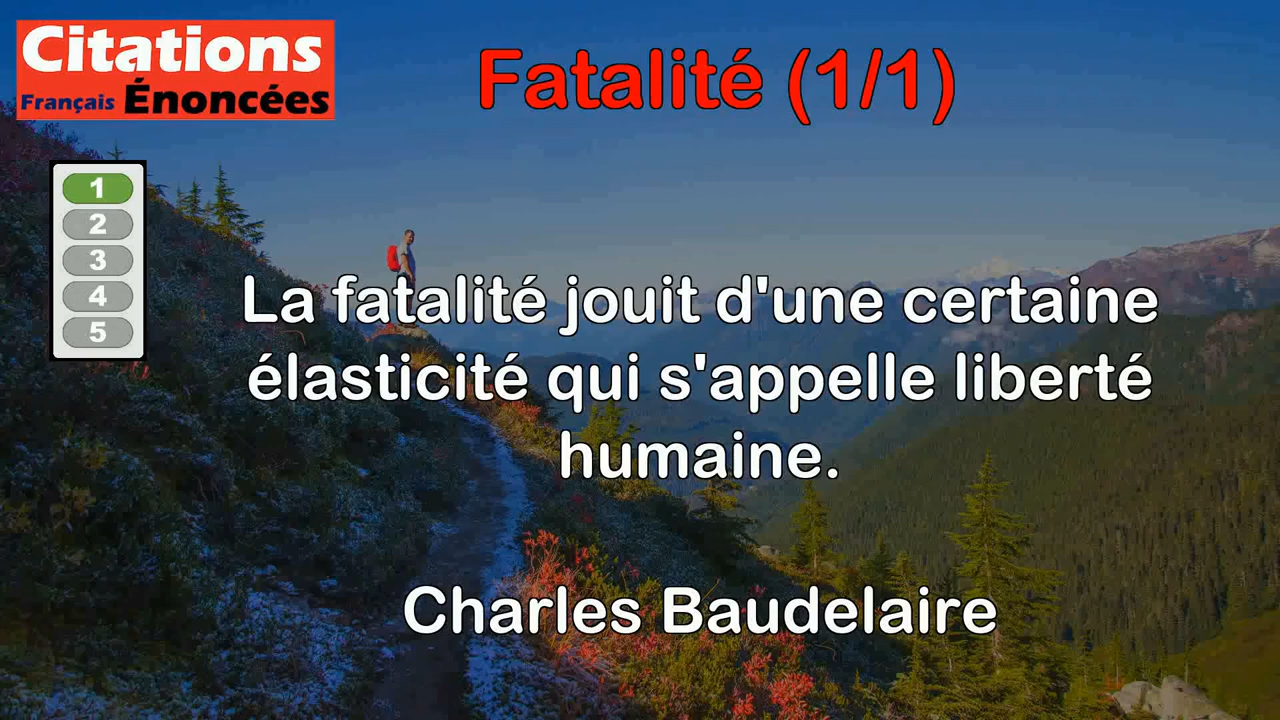 Citations
Français Énoncées
Fatalité (1/1)
1
2
3
4
5
La fatalité jouit d'une certaine
élasticité qui s'appelle liberté
humaine.
Charles Baudelaire